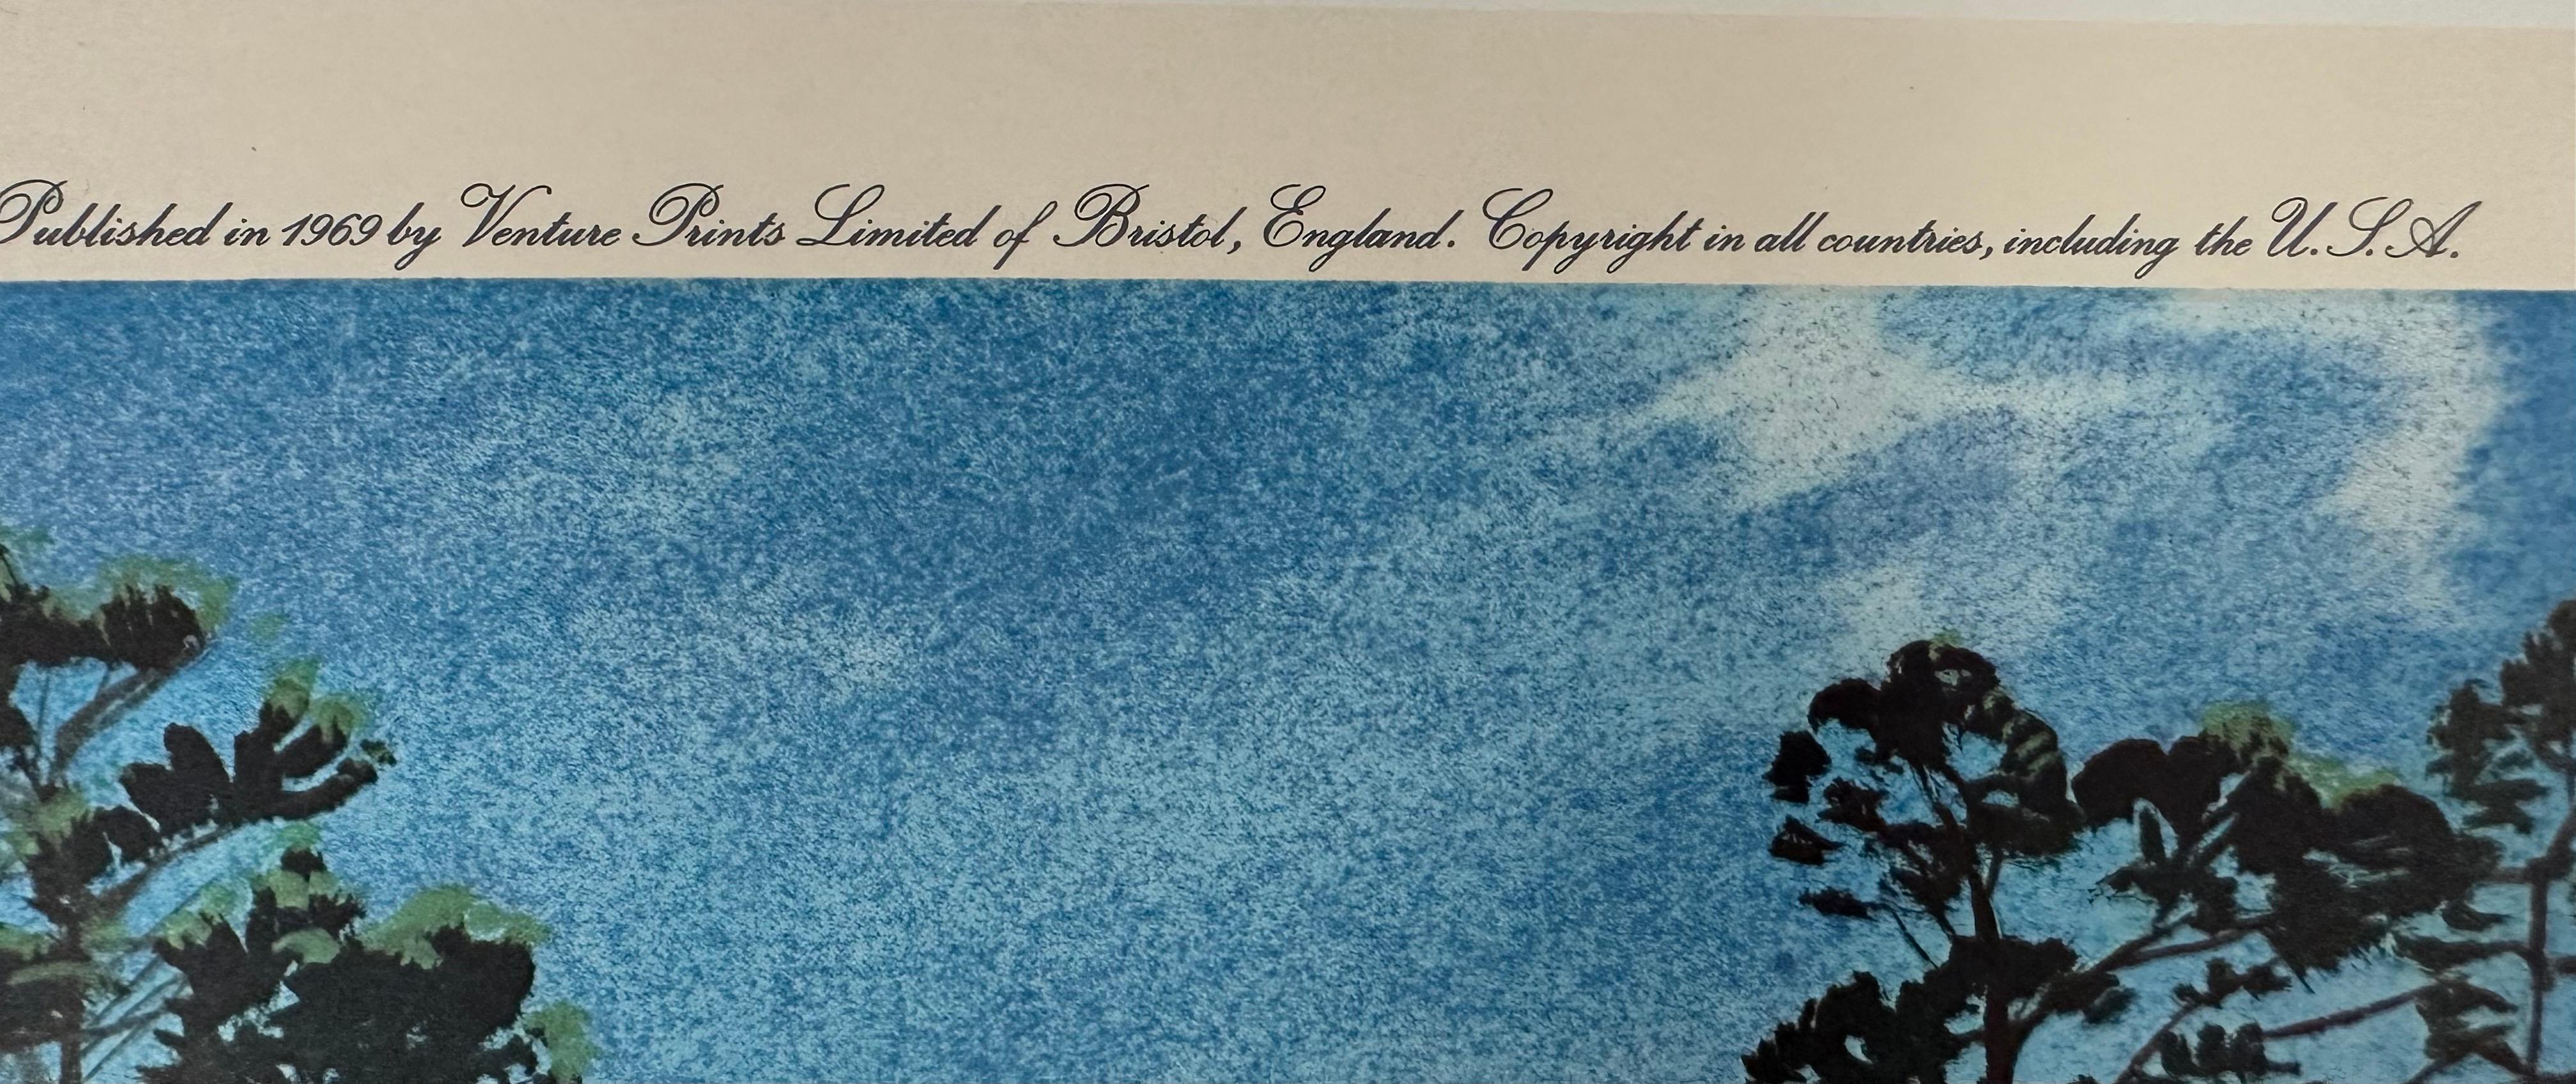 Published in 1969 by Venture Prints Limited of Bristol, England. Copyright in all countries, including the U.S.A.